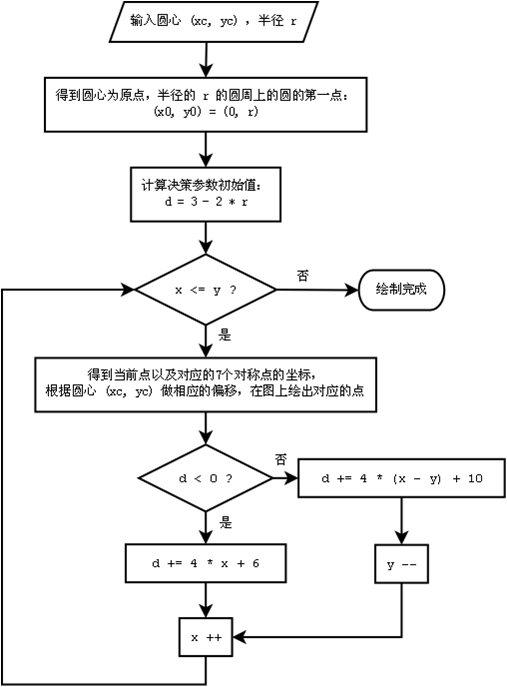 输入圆心 (xc, yc) ，半径 r
得到圆心为原点，半径的 r 的圆周上的圆的第一点：
(x0, y0) = (0, r)
计算决策参数初始值：
d = 3 - 2 * r
x <= y ?
否
绘制完成
是
得到当前点以及对应的7个对称点的坐标，
根据圆心 (xc, yc) 做相应的偏移，在图上绘出对应的点
d < 0 ?
否
d += 4 * (x - y) + 10
是
d += 4 * x + 6
y --
x ++